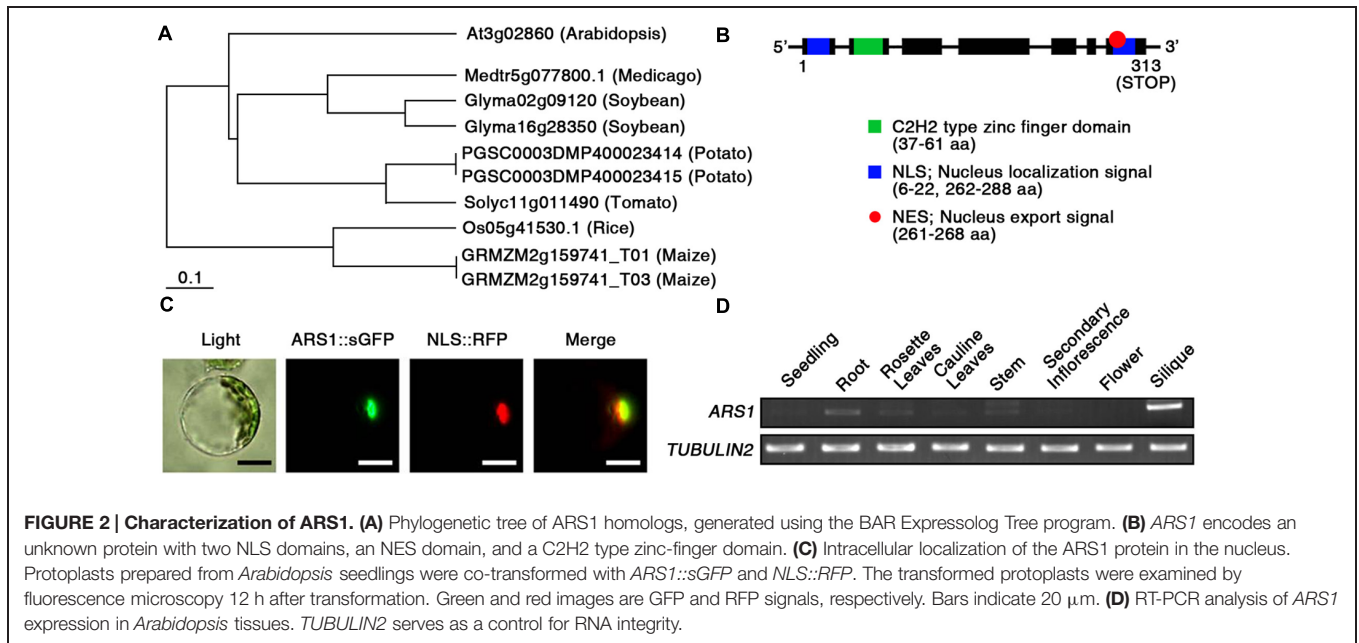 A
At3g02860 (Arabidopsis)
Medtr5g077800.1 (Medicago)
Glyma02g09120 (Soybean)
Glyma16g28350 (Soybean)
PGSC0003DMP400023414 (Potato)
PGSC0003DMP400023415 (Potato)
Solyc11g011490 (Tomato)
Os05g41530.1 (Rice)
GRMZM2g159741_T01 (Maize)
GRMZM2g159741_T03 (Maize)
0.1
B
5' 3'
1 313
(STOP)
C2H2 type zinc finger domain
(37-61 aa)
NLS; Nucleus localization signal
(6-22, 262-288 aa)
NES; Nucleus export signal
(261-268 aa)
C
Light ARS1::sGFP NLS::RFP Merge
D
Seedling
Root
Rosette
Leaves
Cauline
Leaves
Stem
Secondary
Inflorescence
Flower
Silique
ARS1
TUBULIN2
FIGURE 2 | Characterization of ARS1. (A) Phylogenetic tree of ARS1 homologs, generated using the BAR Expressolog Tree program. (B) ARS1 encodes an
unknown protein with two NLS domains, an NES domain, and a C2H2 type zinc-finger domain. (C) Intracellular localization of the ARS1 protein in the nucleus.
Protoplasts prepared from Arabidopsis seedlings were co-transformed with ARS1::sGFP and NLS::RFP. The transformed protoplasts were examined by
fluorescence microscopy 12 h after transformation. Green and red images are GFP and RFP signals, respectively. Bars indicate 20 μm. (D) RT-PCR analysis of ARS1
expression in Arabidopsis tissues. TUBULIN2 serves as a control for RNA integrity.